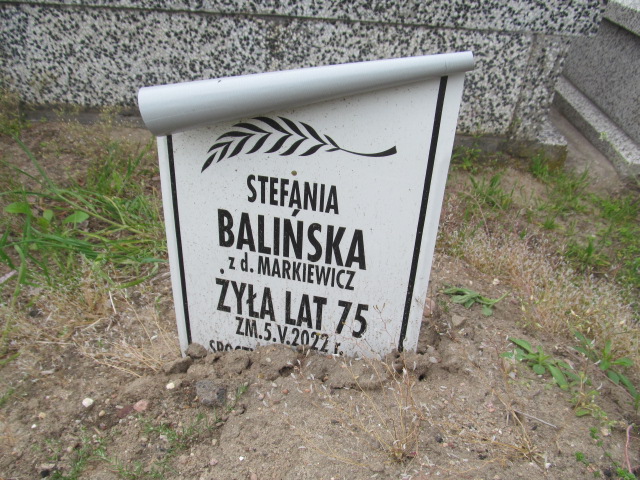 STEFANIA
BALIŃSKA
z d. MARKIEWICZ
ŻYŁA LAT 75
ZM.5.V.2022 r.